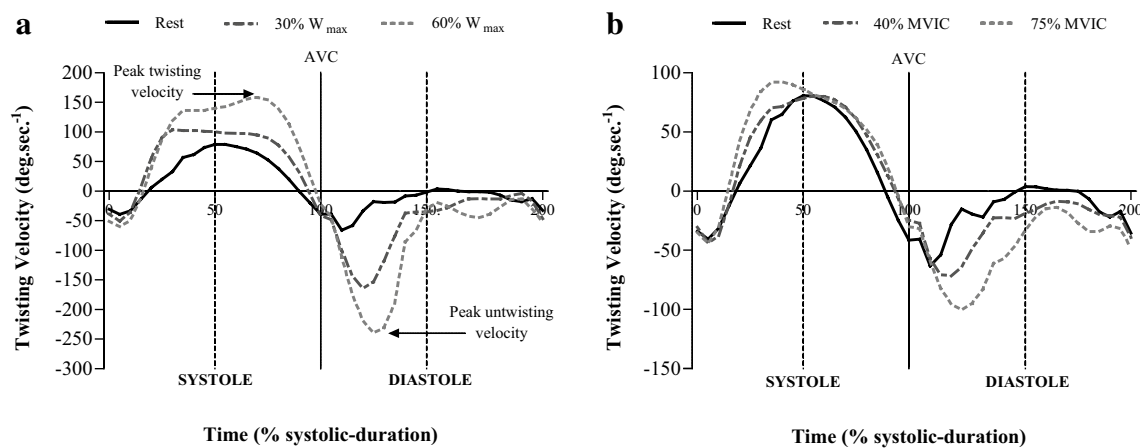 a
Rest 30% Wmax 60% Wmax
AVC
Twisting Velocity (deg.sec.-1)
200
150
100
50
0
-50
-100
-150
-200
-250
-300
0 50 100 150 200
Peak twisting
velocity
Peak untwisting
velocity
SYSTOLE DIASTOLE
Time (% systolic-duration)
b
Rest 40% MVIC 75% MVIC
AVC
Twisting Velocity (deg.sec.-1)
100
50
0
-50
-100
-150
0 50 100 150 200
SYSTOLE DIASTOLE
Time (% systolic-duration)